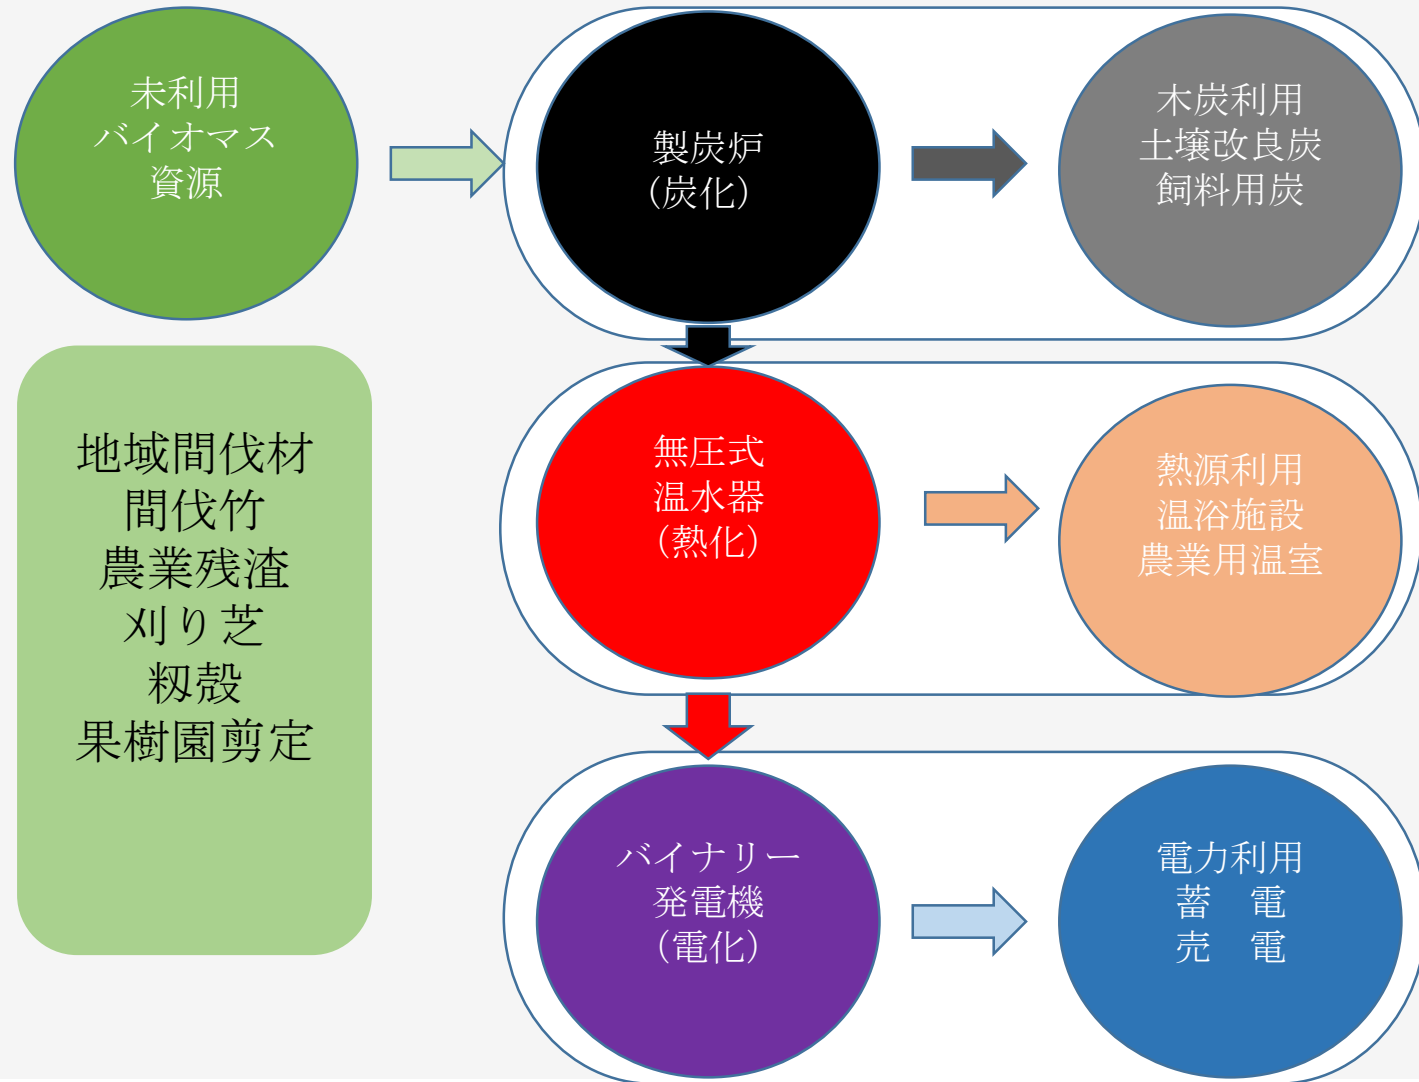 未利用
バイオマス
資源
製炭炉
（炭化）
木炭利用
土壌改良炭
飼料用炭
地域間伐材
間伐竹
農業残渣
刈り芝
籾殻
果樹園剪定
無圧式
温水器
（熱化）
熱源利用
温浴施設
農業用温室
バイナリー
発電機
（電化）
電力利用
蓄　電
売　電